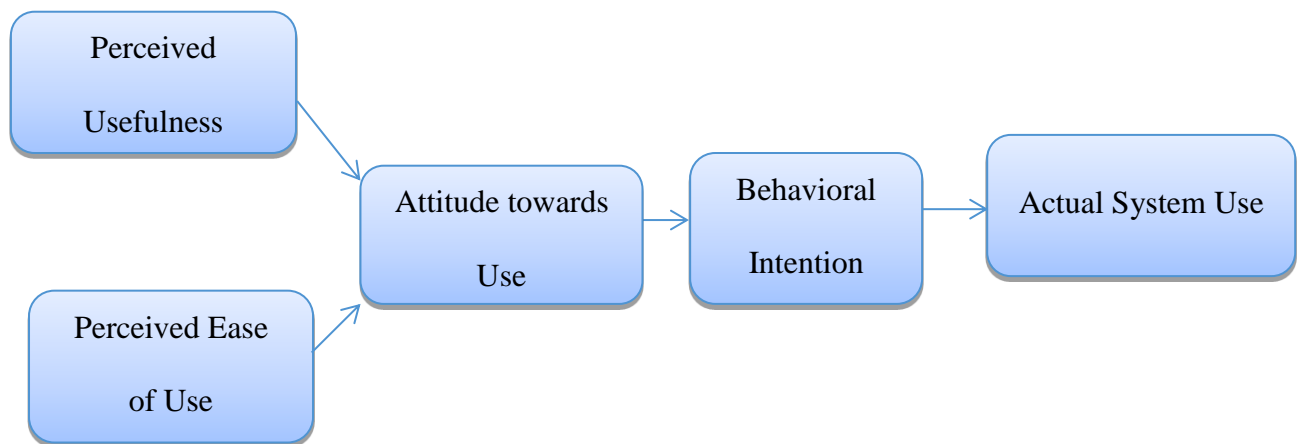 Perceived
Usefulness
Perceived Ease
of Use
Attitude towards
Use
Behavioral
Intention
Actual System Use